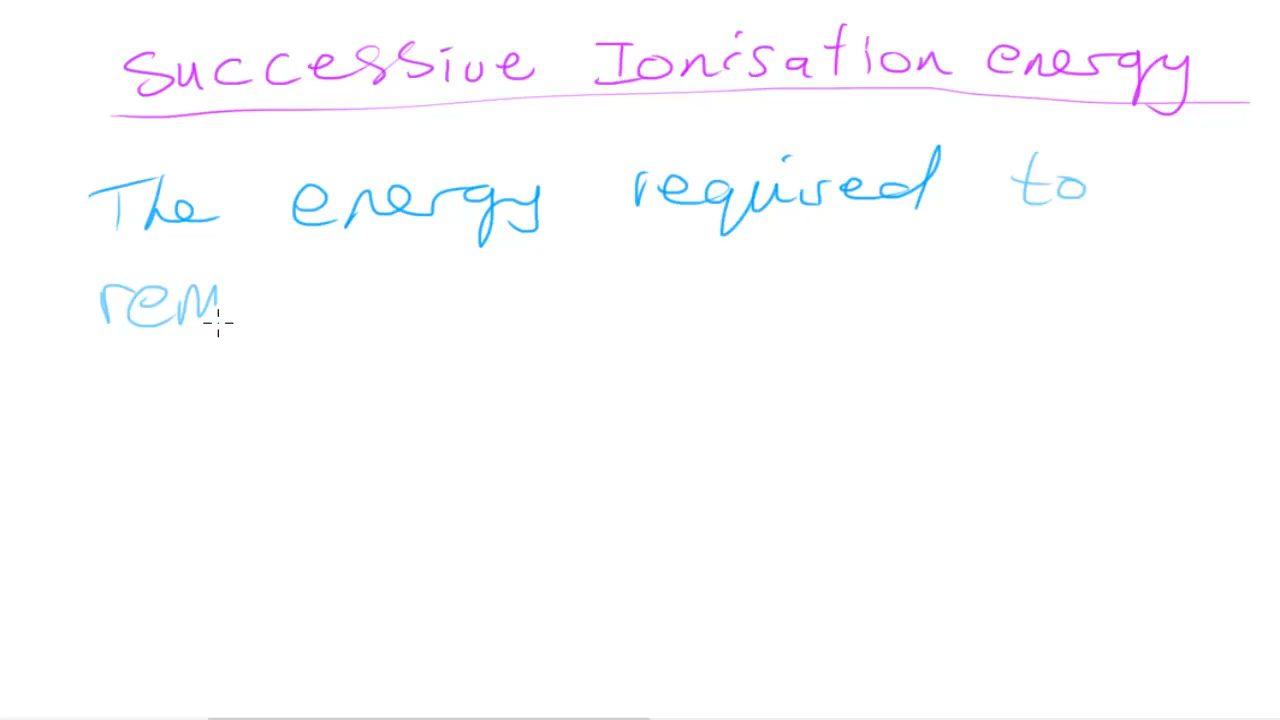 Successive Ionisation energy
The energy required to
rem